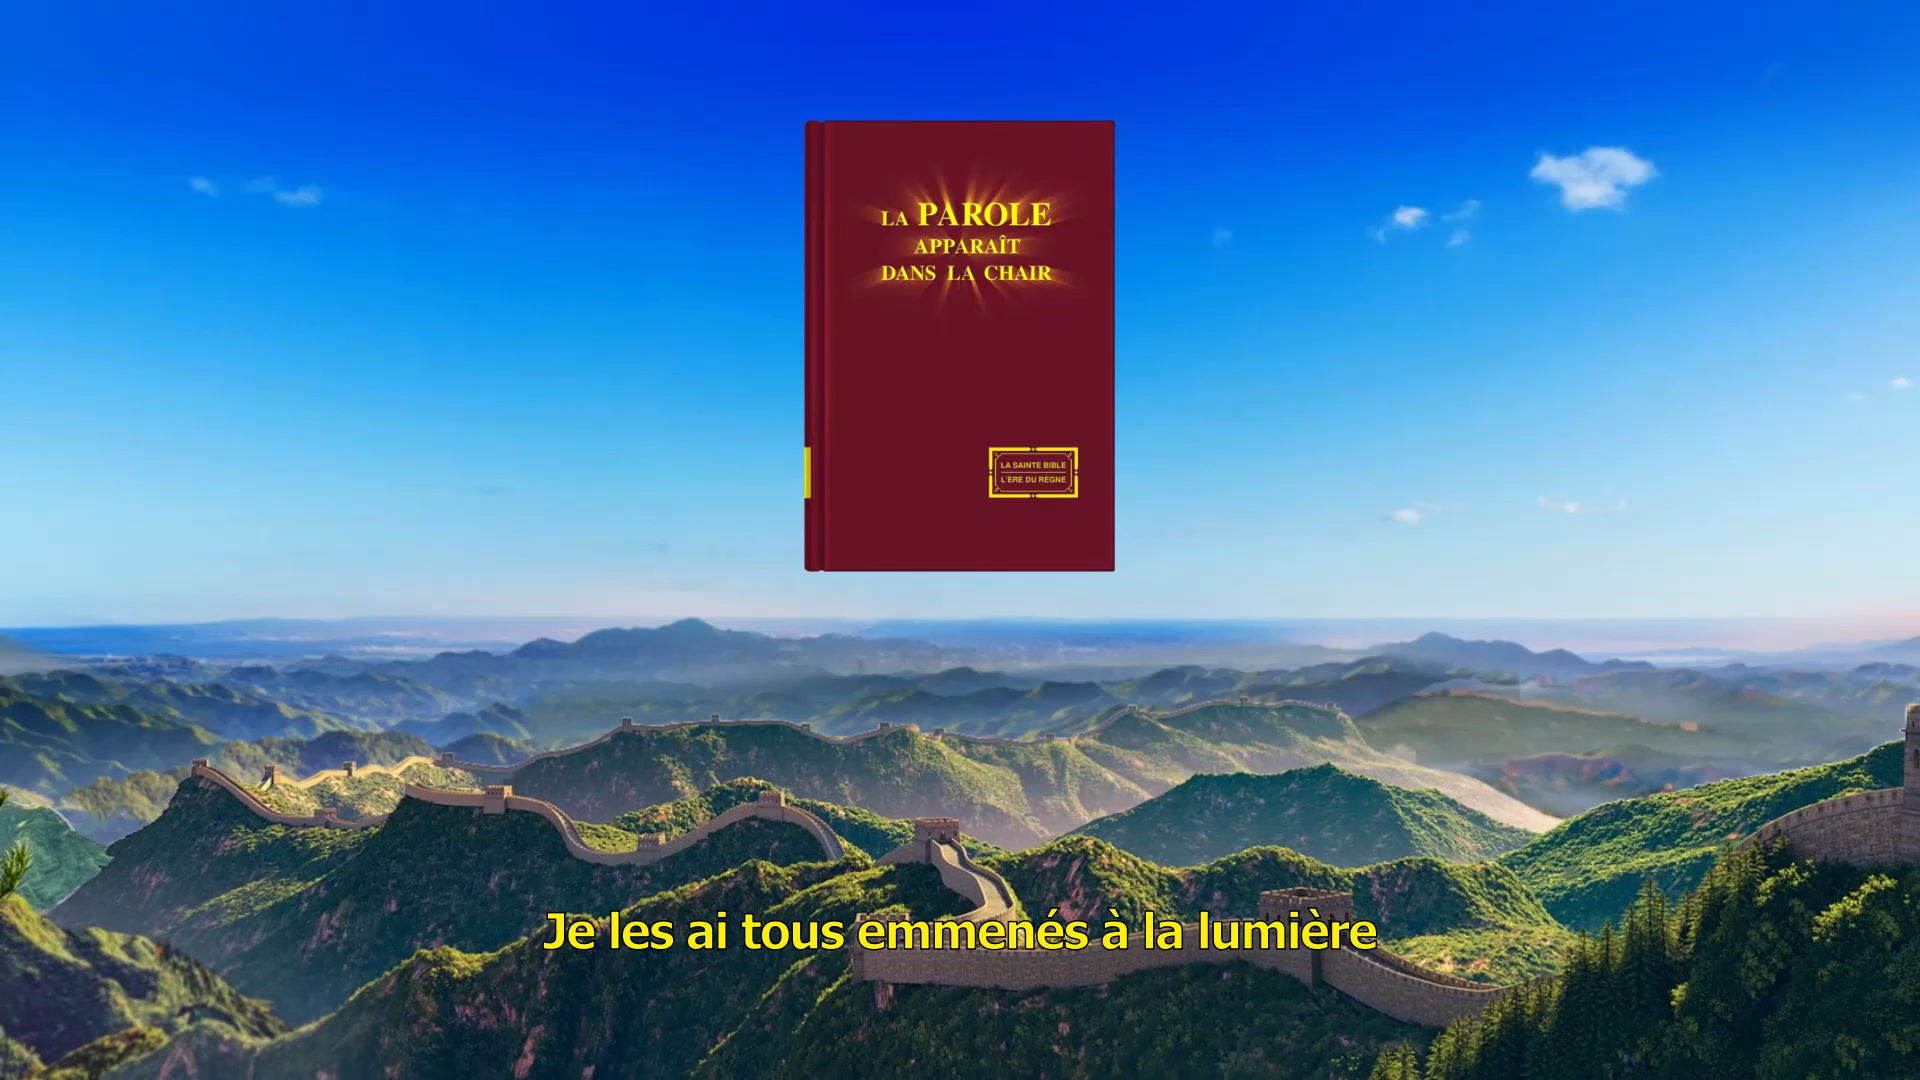 LA PAROLE
APPARAÎT
DANS LA CHAIR
LA SAINTE BIBLE
L'ÈRE DU RÈGNE
Je les ai tous emmenés à la lumière